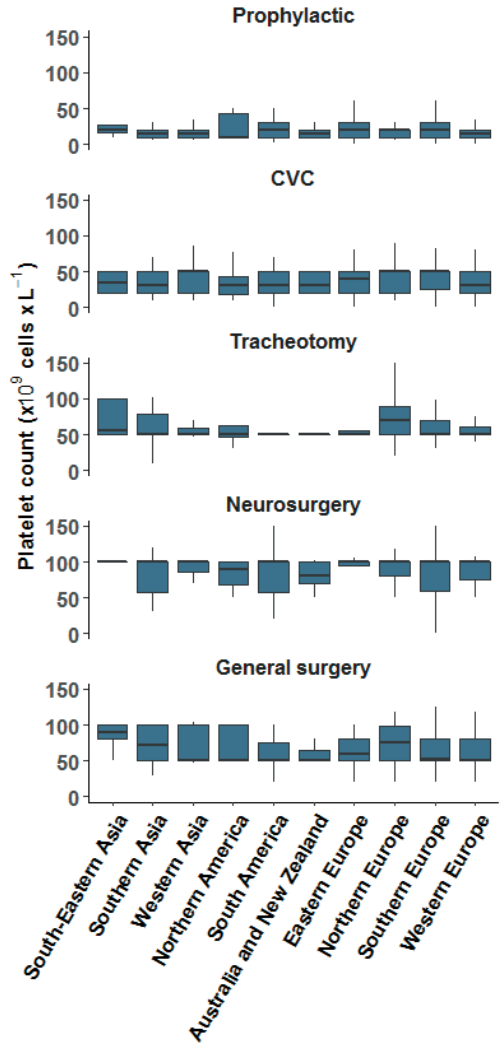 Prophylactic
150
100
50
0
CVC
150
100
50
0
Tracheotomy
150
100
50
0
Neurosurgery
150
100
50
0
General surgery
150
100
50
0
Platelet count (x10⁹ cells x L⁻¹)
South-Eastern Asia
Southern Asia
Western Asia
Northern America
South America
Australia and New Zealand
Eastern Europe
Northern Europe
Southern Europe
Western Europe